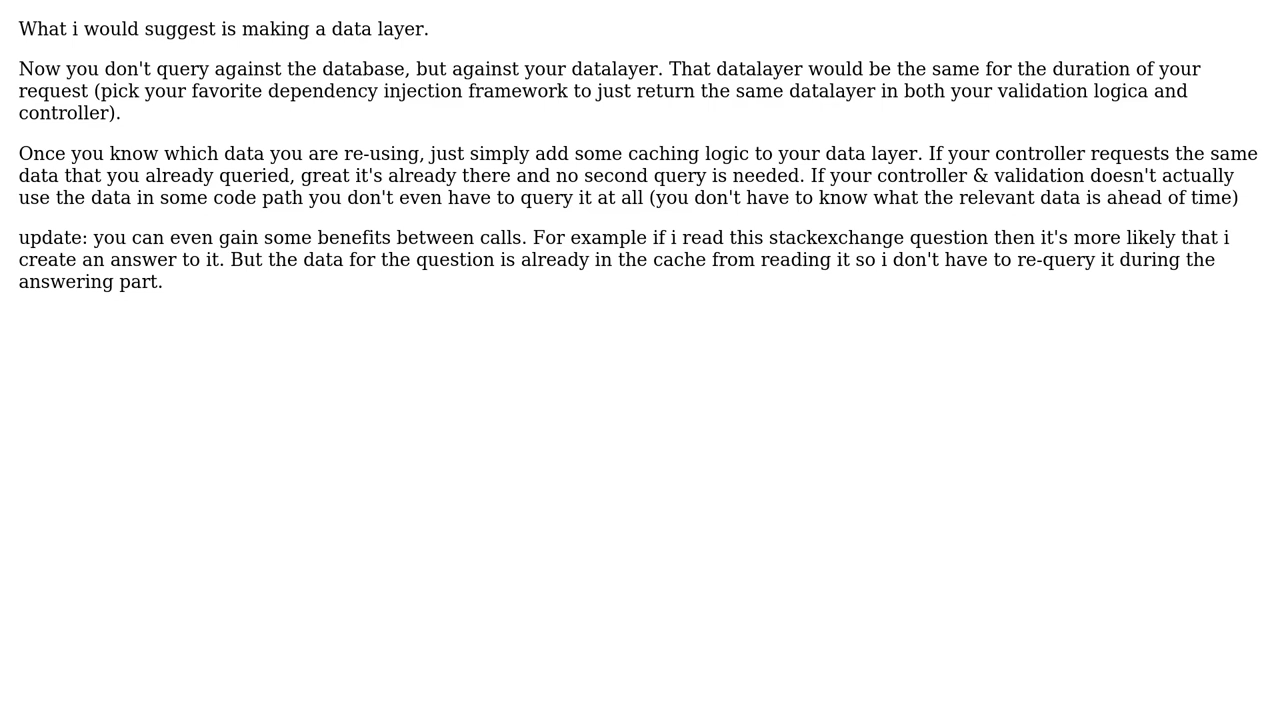 What i would suggest is making a data layer.
Now you don't query against the database, but against your datalayer. That datalayer would be the same for the duration of your
request (pick your favorite dependency injection framework to just return the same datalayer in both your validation logica and
controller).
Once you know which data you are re-using, just simply add some caching logic to your data layer. If your controller requests the same
data that you already queried, great it's already there and no second query is needed. If your controller & validation doesn't actually
use the data in some code path you don't even have to query it at all (you don't have to know what the relevant data is ahead of time)
update: you can even gain some benefits between calls. For example if i read this stackexchange question then it's more likely that i
create an answer to it. But the data for the question is already in the cache from reading it so i don't have to re-query it during the
answering part.